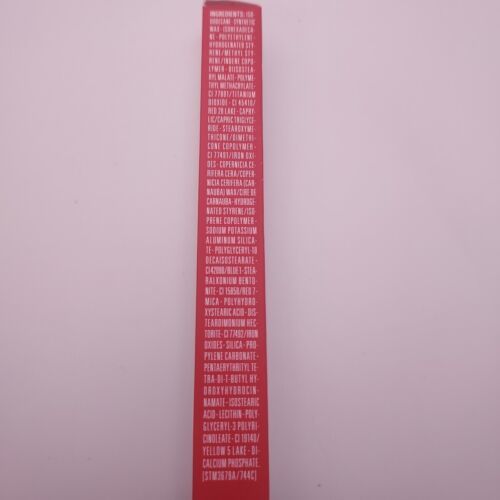 INGREDIENTS: ISO-
DODECANE - SYNTHETIC
WAX - ISOHEXADECA-
NE - POLYETHYLENE
HYDROGENATED STY-
RENE/METHYL STY-
RENE/INDENE COPO-
LYMER - DIISOSTEA-
RYL MALATE - POLYME-
THYL METHACRYLATE -
CI 77891/TITANIUM
DIOXIDE - CI 45410/
RED 28 LAKE - CAPRY-
LIC/CAPRIC TRIGLYCE-
RIDE - STEAROXYME-
THICONE/DIMETHI-
CONE COPOLYMER -
CI 77491/IRON OXI-
DES - COPERNICIA CE-
RIFERA CERA/COPER-
NICIA CERIFERA (CAR-
NAUBA) WAX/CIRE DE
CARNAUBA - HYDROGE-
NATED STYRENE/ISO-
PRENE COPOLYMER -
SODIUM POTASSIUM
ALUMINUM SILICA-
TE - POLYGLYCERYL-10
DECAISOSTEARATE -
CI 42090/BLUE 1 - STEA-
RALKONIUM BENTO-
NITE - CI 15850/RED 7 -
MICA - POLYHYDRO-
XYSTEARIC ACID - DIS-
TEARDIMONIUM HEC-
TORITE - CI 77492/IRON
OXIDES - SILICA - PRO-
PYLENE CARBONATE -
PENTAERYTHRITYL TE-
TRA-DI-T-BUTYL HY-
DROXYHYDROCIN-
NAMATE - ISOSTEARIC
ACID - LECITHIN - POLY-
GLYCERYL-3 POLYRI-
CINOLEATE - CI 19140/
YELLOW 5 LAKE - DI-
CALCIUM PHOSPHATE.
[STM3679A/744C]